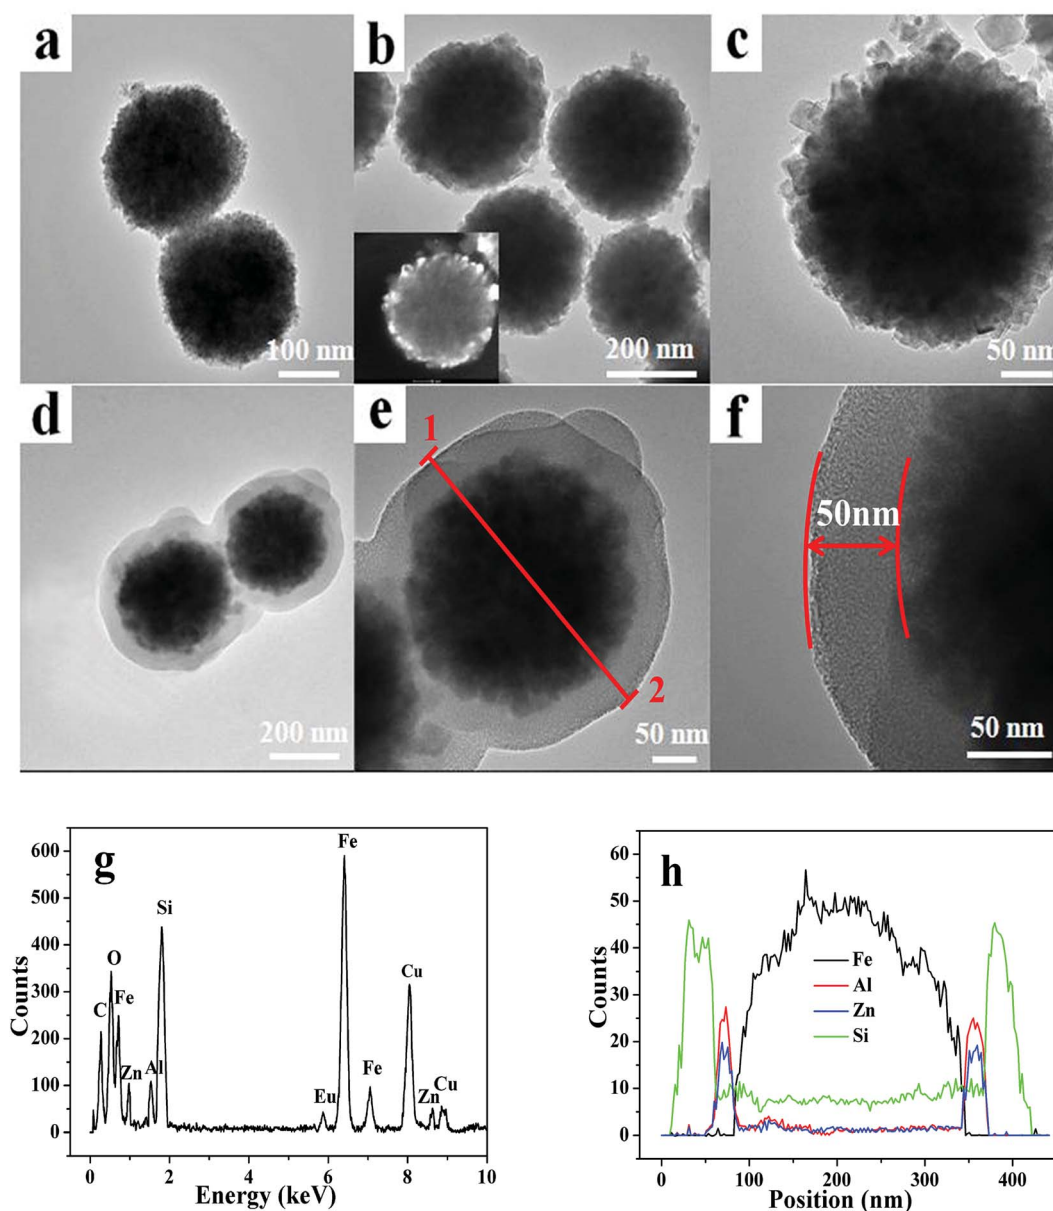 a
b
c
100 nm
200 nm
50 nm
d
e
f
1
2
50nm
200 nm
50 nm
50 nm
g
Counts
600
500
400
300
200
100
0
C
O
Fe
Zn
Al
Si
Eu
Fe
Fe
Cu
Zn
Cu
0 2 4 6 8 10
Energy (keV)
h
Counts
60
50
40
30
20
10
0
Fe
Al
Zn
Si
0 100 200 300 400
Position (nm)